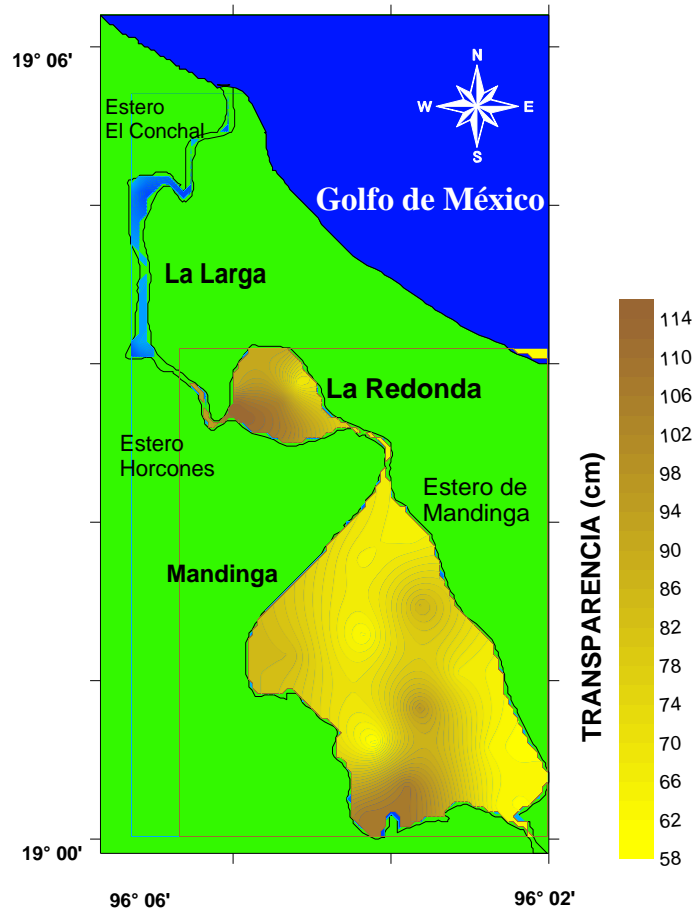 19° 06'
N
W
E
S
Estero
El Conchal
Golfo de México
La Larga
La Redonda
Estero
Horcones
Estero de
Mandinga
Mandinga
TRANSPARENCIA (cm)
114
110
106
102
98
94
90
86
82
78
74
70
66
62
58
19° 00'
96° 06'
96° 02'